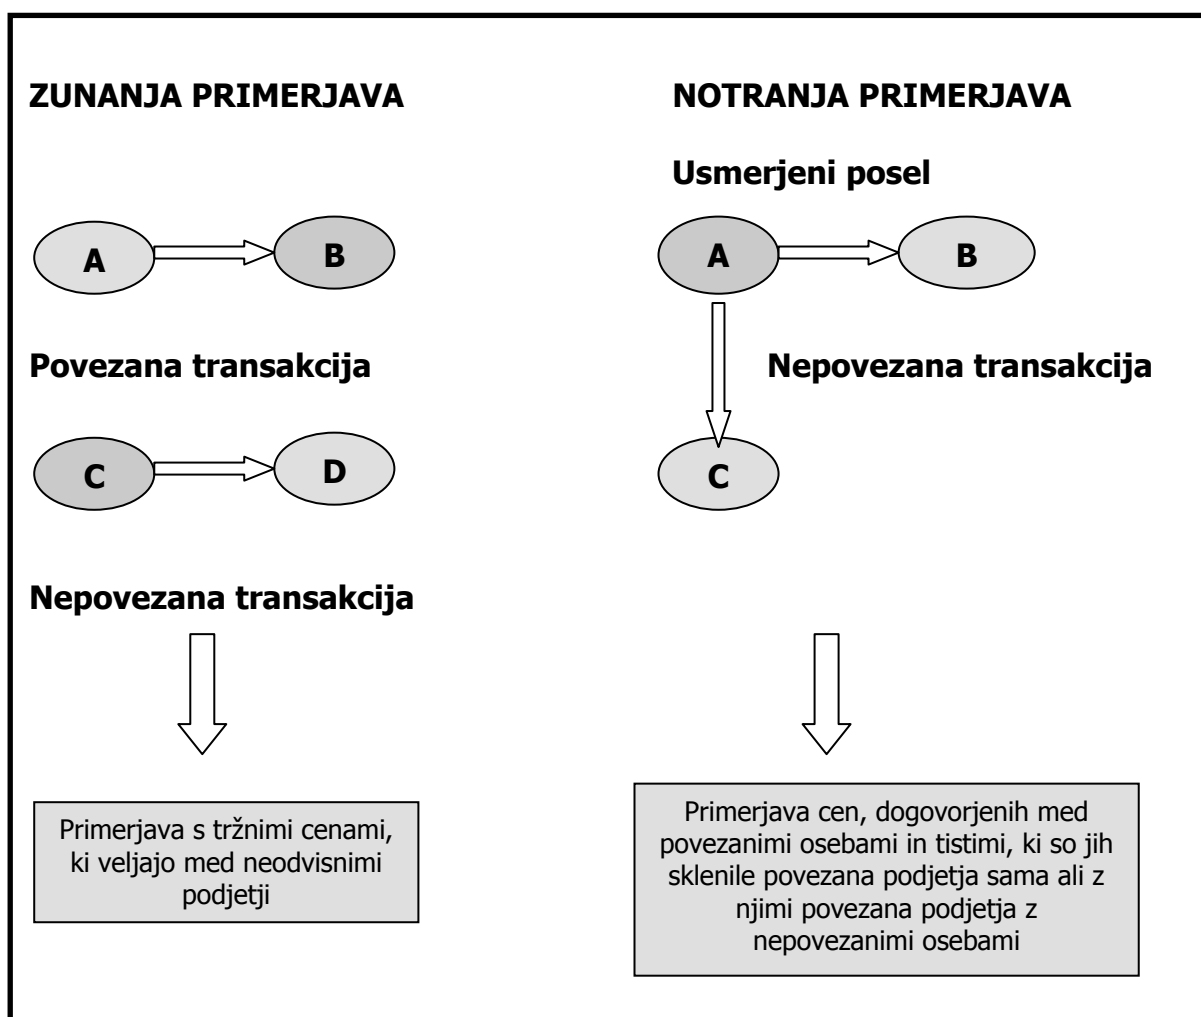 ZUNANJA PRIMERJAVA
A
B
Povezana transakcija
C
D
Nepovezana transakcija
Primerjava s tržnimi cenami,
ki veljajo med neodvisnimi
podjetji
NOTRANJA PRIMERJAVA
Usmerjeni posel
A
B
Nepovezana transakcija
C
Primerjava cen, dogovorjenih med
povezanimi osebami in tistimi, ki so jih
sklenile povezana podjetja sama ali z
njimi povezana podjetja z
nepovezanimi osebami